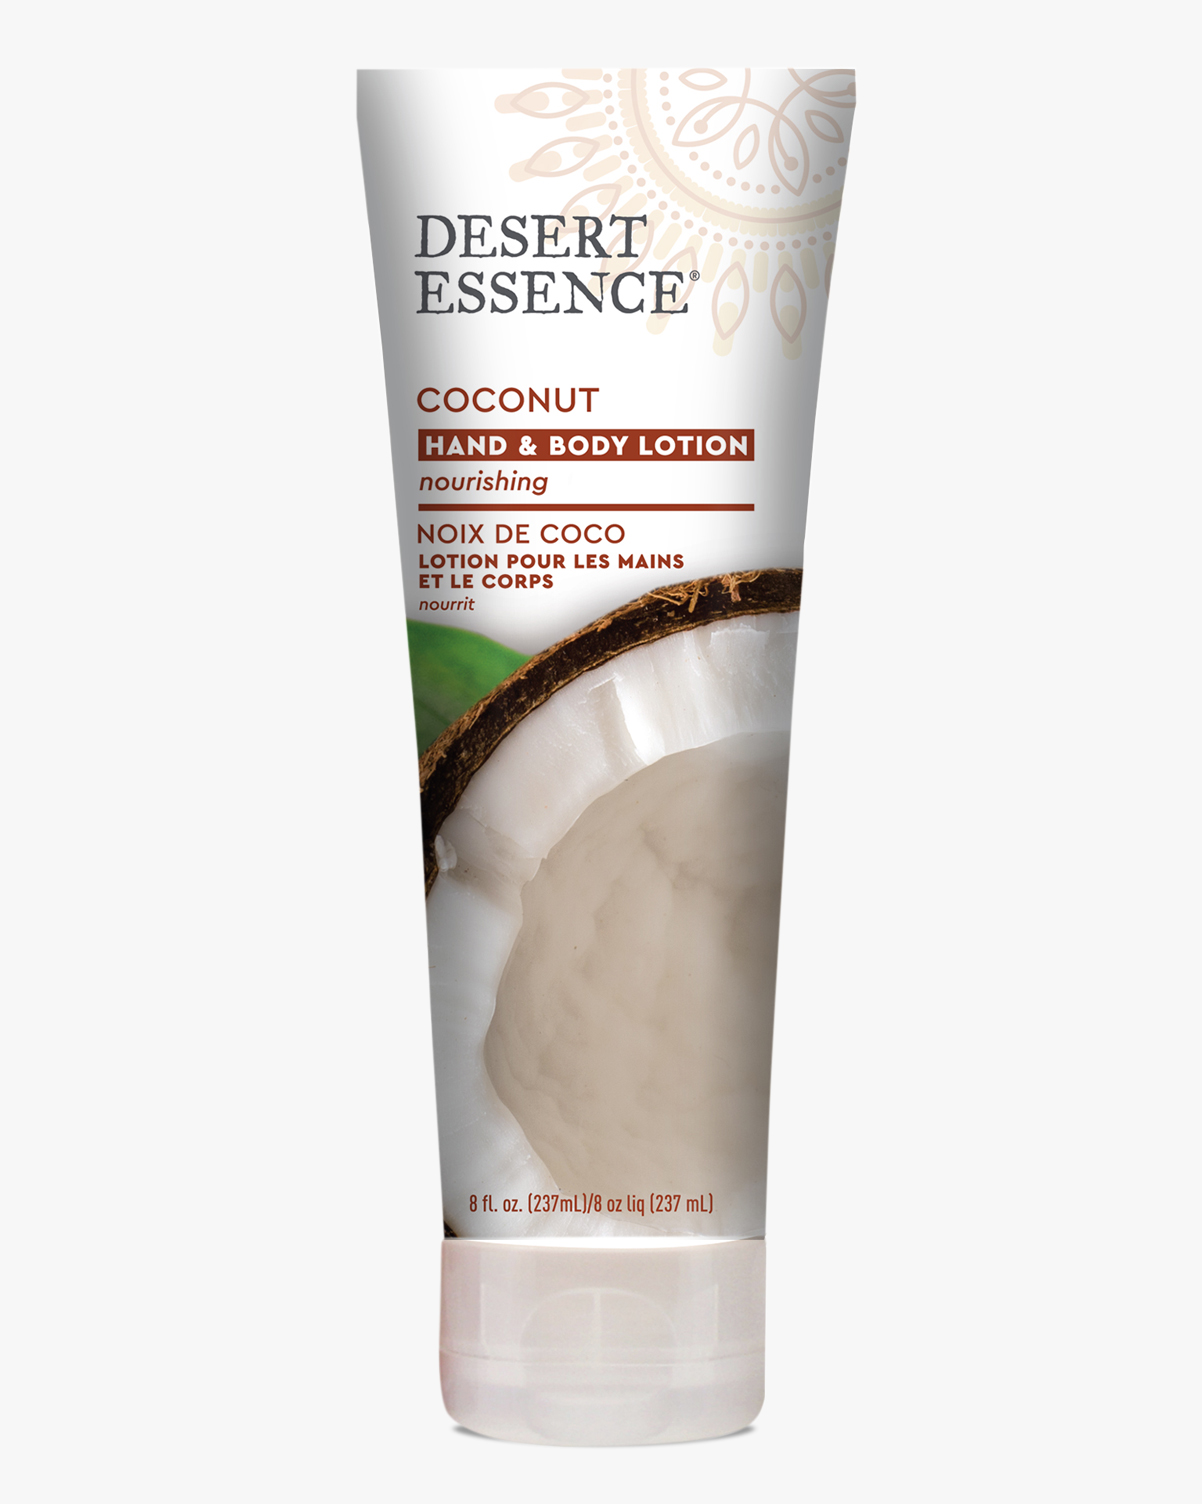 DESERT
ESSENCE®
COCONUT
HAND & BODY LOTION
nourishing
NOIX DE COCO
LOTION POUR LES MAINS
ET LE CORPS
nourrit
8 fl. oz. (237mL)/8 oz liq (237 mL)